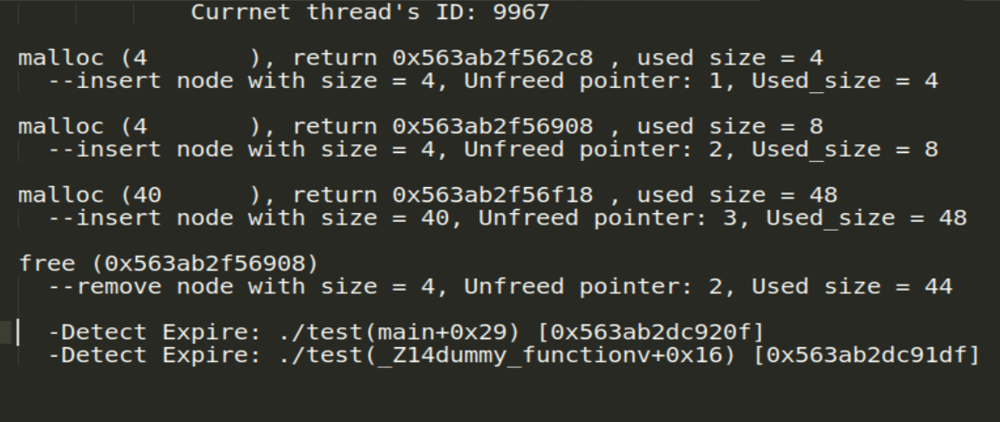 Currnet thread's ID: 9967
malloc (4       ), return 0x563ab2f562c8 , used size = 4
--insert node with size = 4, Unfreed pointer: 1, Used_size = 4
malloc (4       ), return 0x563ab2f56908 , used size = 8
--insert node with size = 4, Unfreed pointer: 2, Used_size = 8
malloc (40      ), return 0x563ab2f56f18 , used size = 48
--insert node with size = 40, Unfreed pointer: 3, Used_size = 48
free (0x563ab2f56908)
--remove node with size = 4, Unfreed pointer: 2, Used size = 44
-Detect Expire: ./test(main+0x29) [0x563ab2dc920f]
-Detect Expire: ./test(_Z14dummy_functionv+0x16) [0x563ab2dc91df]